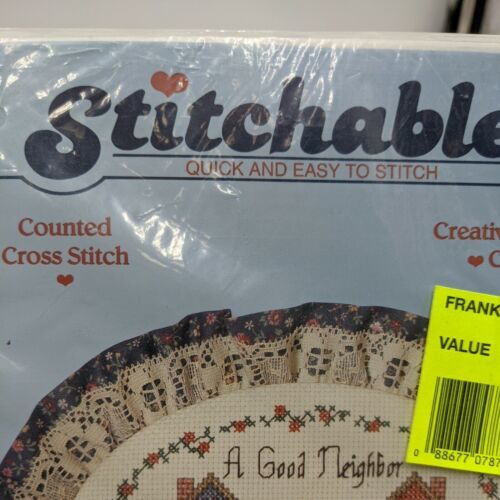 Stitchable
QUICK AND EASY TO STITCH
Counted
Cross Stitch
Creativ
C
FRANK
VALUE
0 88677 0787
A Good Neighbor